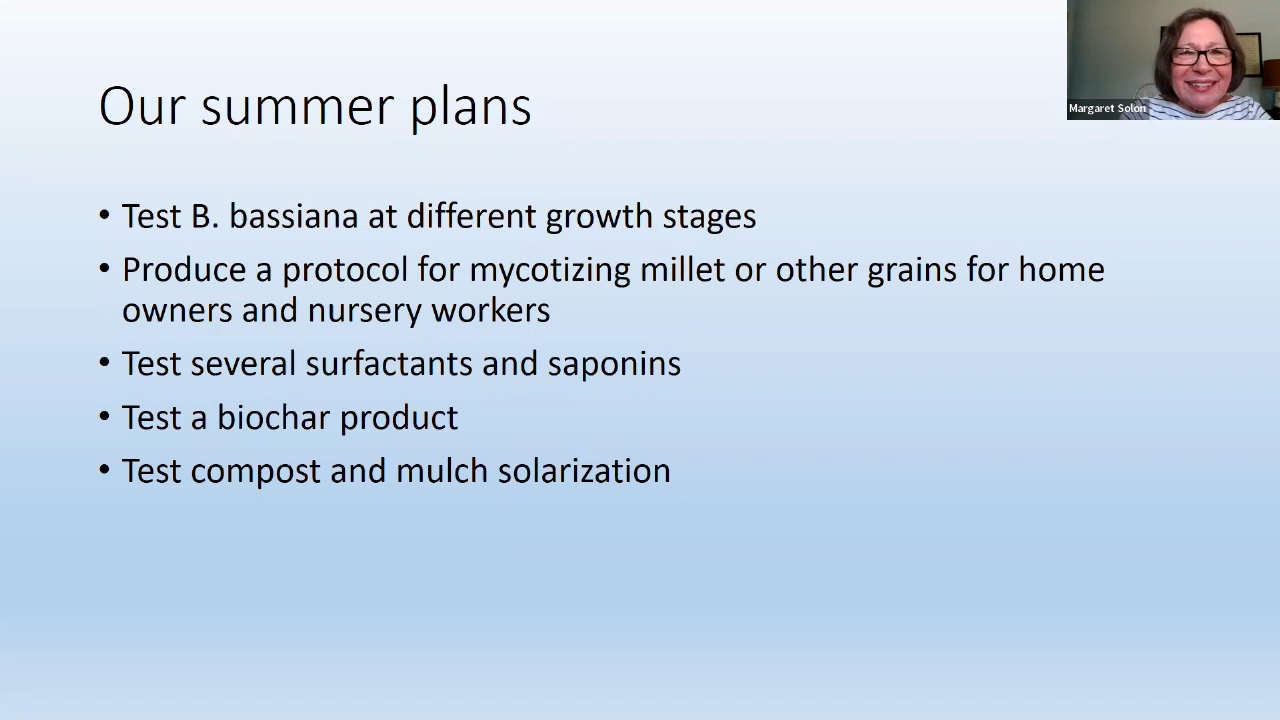 Our summer plans
Margaret Solon
• Test B. bassiana at different growth stages
• Produce a protocol for mycotizing millet or other grains for home
owners and nursery workers
• Test several surfactants and saponins
• Test a biochar product
• Test compost and mulch solarization